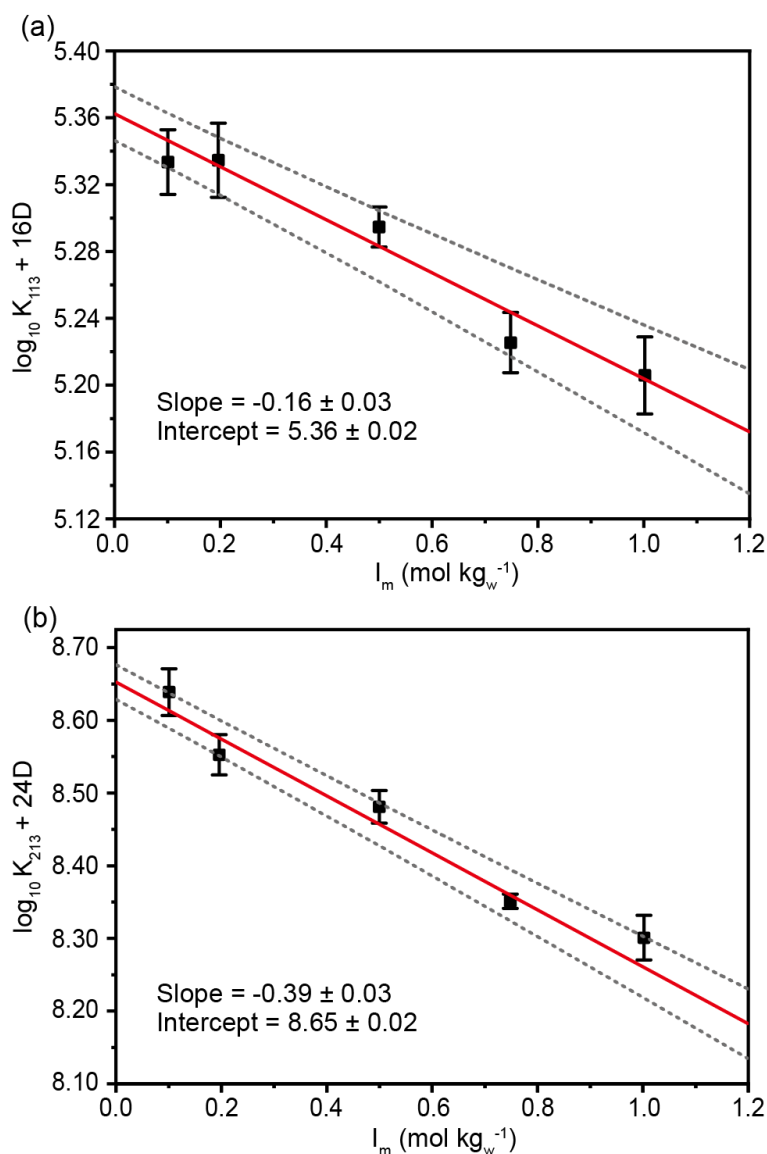 (a)
5.40
5.36
5.32
5.28
5.24
5.20
5.16
5.12
log₁₀ K₁₁₃ + 16D
Slope = -0.16 ± 0.03
Intercept = 5.36 ± 0.02
0.0 0.2 0.4 0.6 0.8 1.0 1.2
Iₘ (mol kg_w⁻¹)
(b)
8.70
8.60
8.50
8.40
8.30
8.20
8.10
log₁₀ K₂₁₃ + 24D
Slope = -0.39 ± 0.03
Intercept = 8.65 ± 0.02
0.0 0.2 0.4 0.6 0.8 1.0 1.2
Iₘ (mol kg_w⁻¹)